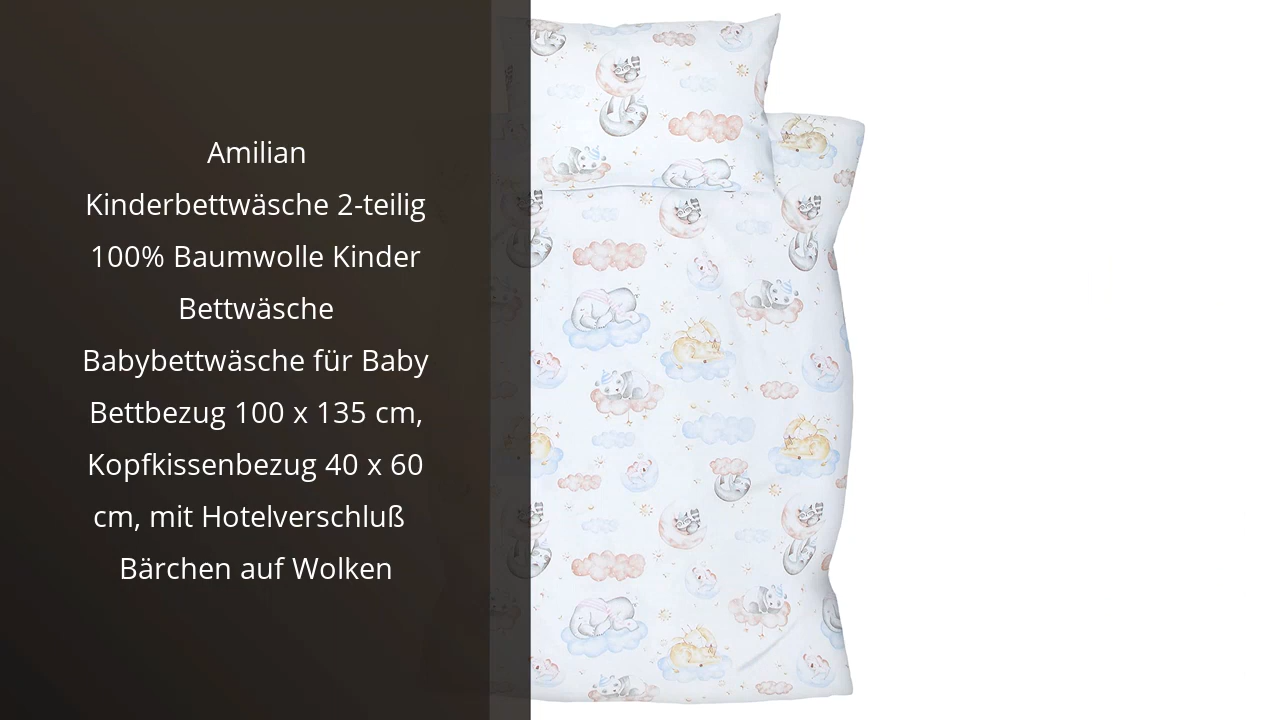 Amilian
Kinderbettwäsche 2-teilig
100% Baumwolle Kinder
Bettwäsche
Babybettwäsche für Baby
Bettbezug 100 x 135 cm,
Kopfkissenbezug 40 x 60
cm, mit Hotelverschluß
Bärchen auf Wolken